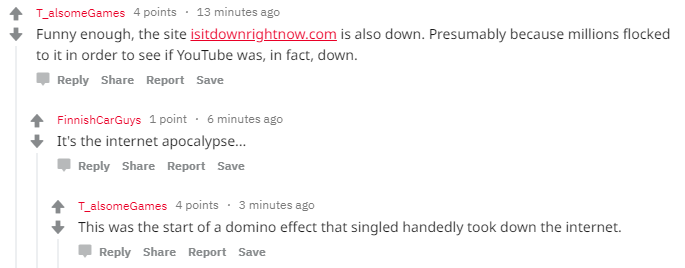 T_alsomeGames 4 points · 13 minutes ago
Funny enough, the site isitdownrightnow.com is also down. Presumably because millions flocked
to it in order to see if YouTube was, in fact, down.
Reply Share Report Save
FinnishCarGuys 1 point · 6 minutes ago
It's the internet apocalypse...
Reply Share Report Save
T_alsomeGames 4 points · 3 minutes ago
This was the start of a domino effect that singled handedly took down the internet.
Reply Share Report Save